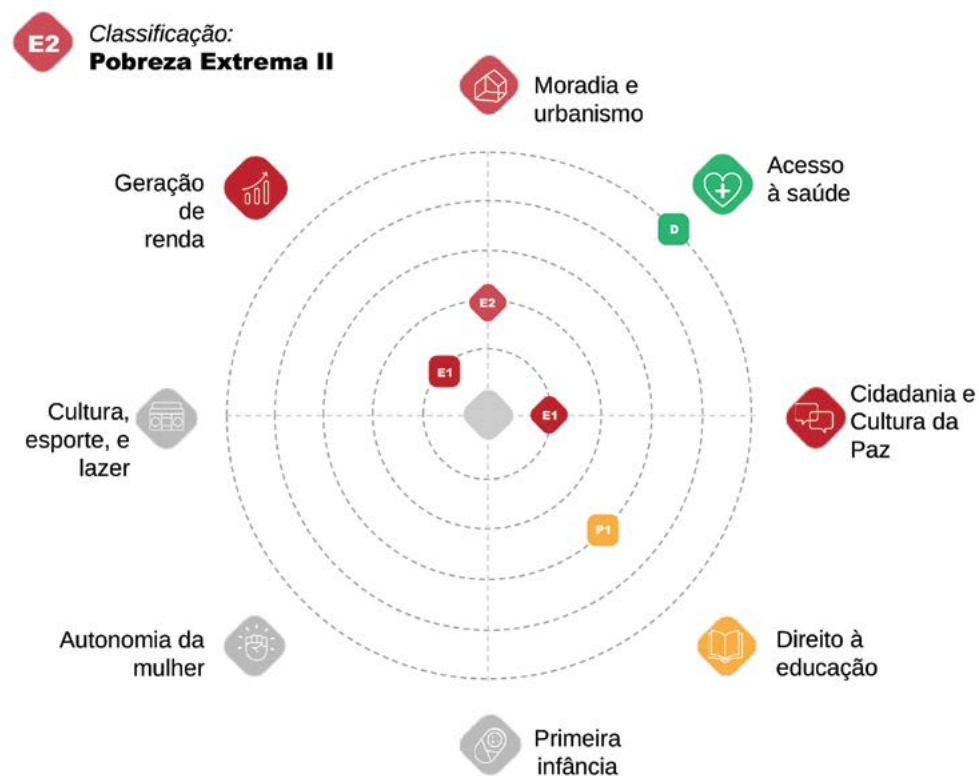 E2
Classificação:
Pobreza Extrema II
Moradia e
urbanismo
Geração
de
renda
Acesso
à saúde
D
E2
E1
E1
Cultura,
esporte, e
lazer
Cidadania e
Cultura da
Paz
P1
Autonomia da
mulher
Direito à
educação
Primeira
infância